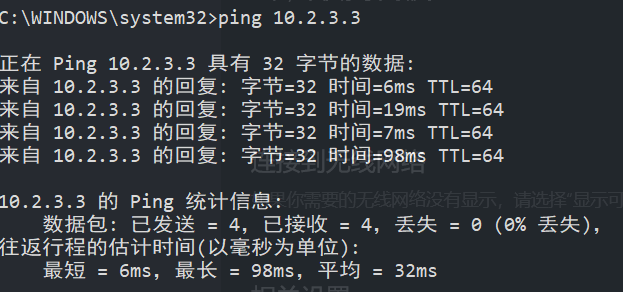 C:\WINDOWS\system32>ping 10.2.3.3
正在 Ping 10.2.3.3 具有 32 字节的数据:
来自 10.2.3.3 的回复: 字节=32 时间=6ms TTL=64
来自 10.2.3.3 的回复: 字节=32 时间=19ms TTL=64
来自 10.2.3.3 的回复: 字节=32 时间=7ms TTL=64
来自 10.2.3.3 的回复: 字节=32 时间=98ms TTL=64
连接到无线网络
果你需要的无线网络没有显示，请选择"显示可
10.2.3.3 的 Ping 统计信息:
数据包: 已发送 = 4，已接收 = 4，丢失 = 0 (0% 丢失)，
往返行程的估计时间(以毫秒为单位):
最短 = 6ms，最长 = 98ms，平均 = 32ms
相关设置